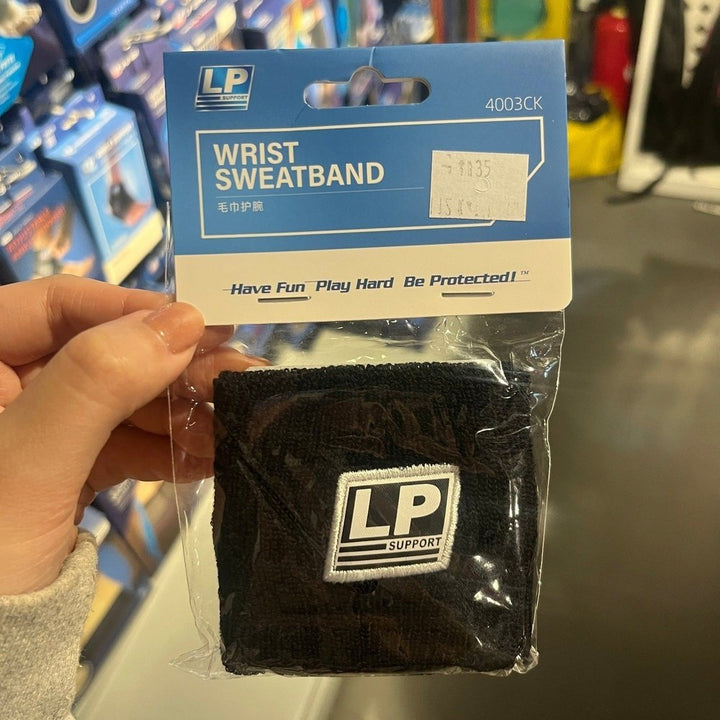 LP
SUPPORT
4003CK
WRIST
SWEATBAND
毛巾护腕
Have Fun Play Hard Be Protected!™
LP
SUPPORT